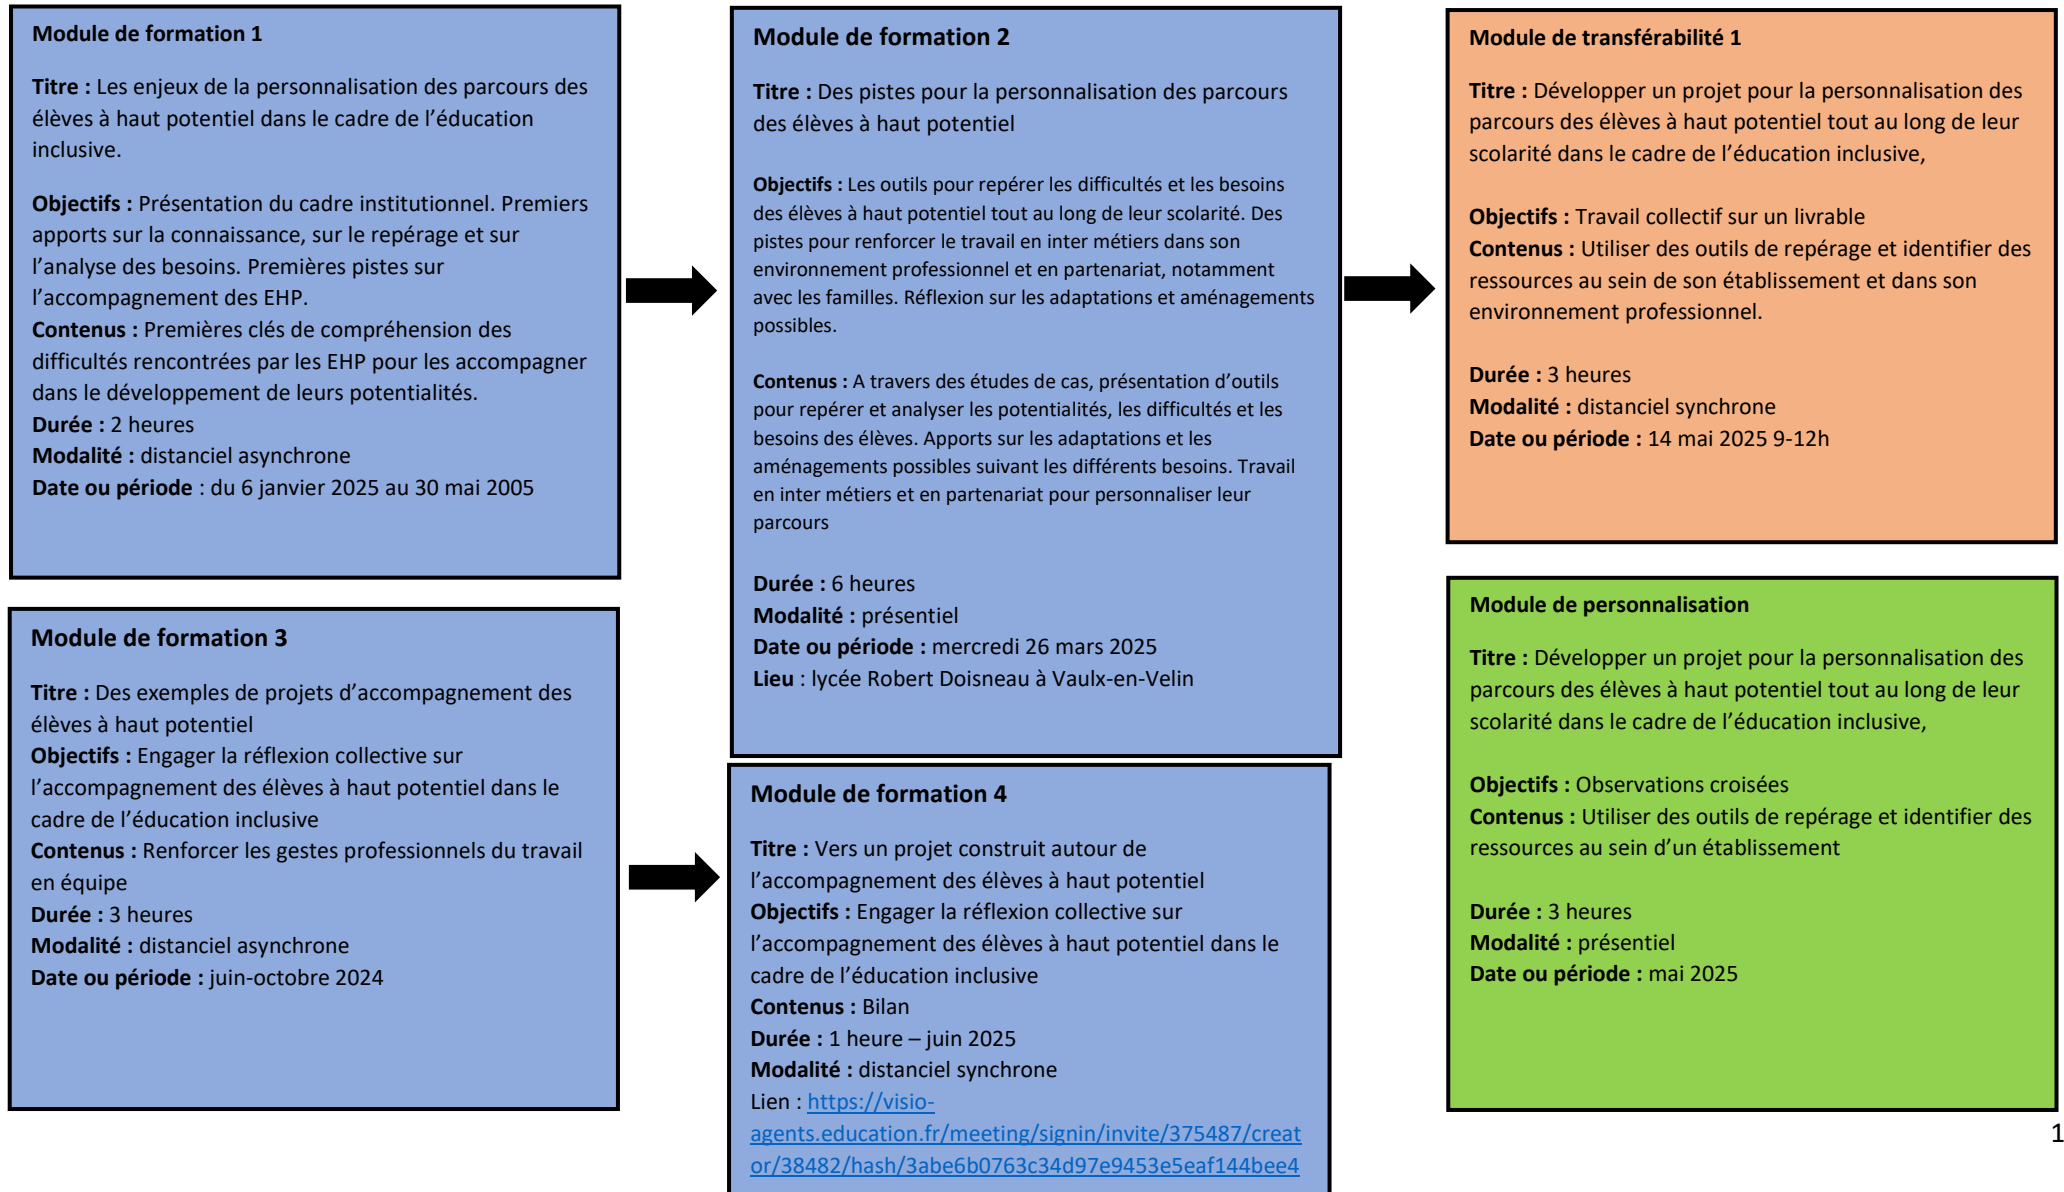 Module de formation 1
Titre : Les enjeux de la personnalisation des parcours des
élèves à haut potentiel dans le cadre de l’éducation
inclusive.
Objectifs : Présentation du cadre institutionnel. Premiers
apports sur la connaissance, sur le repérage et sur
l’analyse des besoins. Premières pistes sur
l’accompagnement des EHP.
Contenus : Premières clés de compréhension des
difficultés rencontrées par les EHP pour les accompagner
dans le développement de leurs potentialités.
Durée : 2 heures
Modalité : distanciel asynchrone
Date ou période : du 6 janvier 2025 au 30 mai 2005
Module de formation 2
Titre : Des pistes pour la personnalisation des parcours
des élèves à haut potentiel
Objectifs : Les outils pour repérer les difficultés et les besoins
des élèves à haut potentiel tout au long de leur scolarité. Des
pistes pour renforcer le travail en inter métiers dans son
environnement professionnel et en partenariat, notamment
avec les familles. Réflexion sur les adaptations et aménagements
possibles.
Contenus : A travers des études de cas, présentation d’outils
pour repérer et analyser les potentialités, les difficultés et les
besoins des élèves. Apports sur les adaptations et les
aménagements possibles suivant les différents besoins. Travail
en inter métiers et en partenariat pour personnaliser leur
parcours
Durée : 6 heures
Modalité : présentiel
Date ou période : mercredi 26 mars 2025
Lieu : lycée Robert Doisneau à Vaulx-en-Velin
Module de transférabilité 1
Titre : Développer un projet pour la personnalisation des
parcours des élèves à haut potentiel tout au long de leur
scolarité dans le cadre de l’éducation inclusive,
Objectifs : Travail collectif sur un livrable
Contenus : Utiliser des outils de repérage et identifier des
ressources au sein de son établissement et dans son
environnement professionnel.
Durée : 3 heures
Modalité : distanciel synchrone
Date ou période : 14 mai 2025 9-12h
Module de formation 3
Titre : Des exemples de projets d’accompagnement des
élèves à haut potentiel
Objectifs : Engager la réflexion collective sur
l’accompagnement des élèves à haut potentiel dans le
cadre de l’éducation inclusive
Contenus : Renforcer les gestes professionnels du travail
en équipe
Durée : 3 heures
Modalité : distanciel asynchrone
Date ou période : juin-octobre 2024
Module de formation 4
Titre : Vers un projet construit autour de
l’accompagnement des élèves à haut potentiel
Objectifs : Engager la réflexion collective sur
l’accompagnement des élèves à haut potentiel dans le
cadre de l’éducation inclusive
Contenus : Bilan
Durée : 1 heure – juin 2025
Modalité : distanciel synchrone
Lien : https://visio-
agents.education.fr/meeting/signin/invite/375487/creat
or/38482/hash/3abe6b0763c34d97e9453e5eaf144bee4
Module de personnalisation
Titre : Développer un projet pour la personnalisation des
parcours des élèves à haut potentiel tout au long de leur
scolarité dans le cadre de l’éducation inclusive,
Objectifs : Observations croisées
Contenus : Utiliser des outils de repérage et identifier des
ressources au sein d’un établissement
Durée : 3 heures
Modalité : présentiel
Date ou période : mai 2025
1